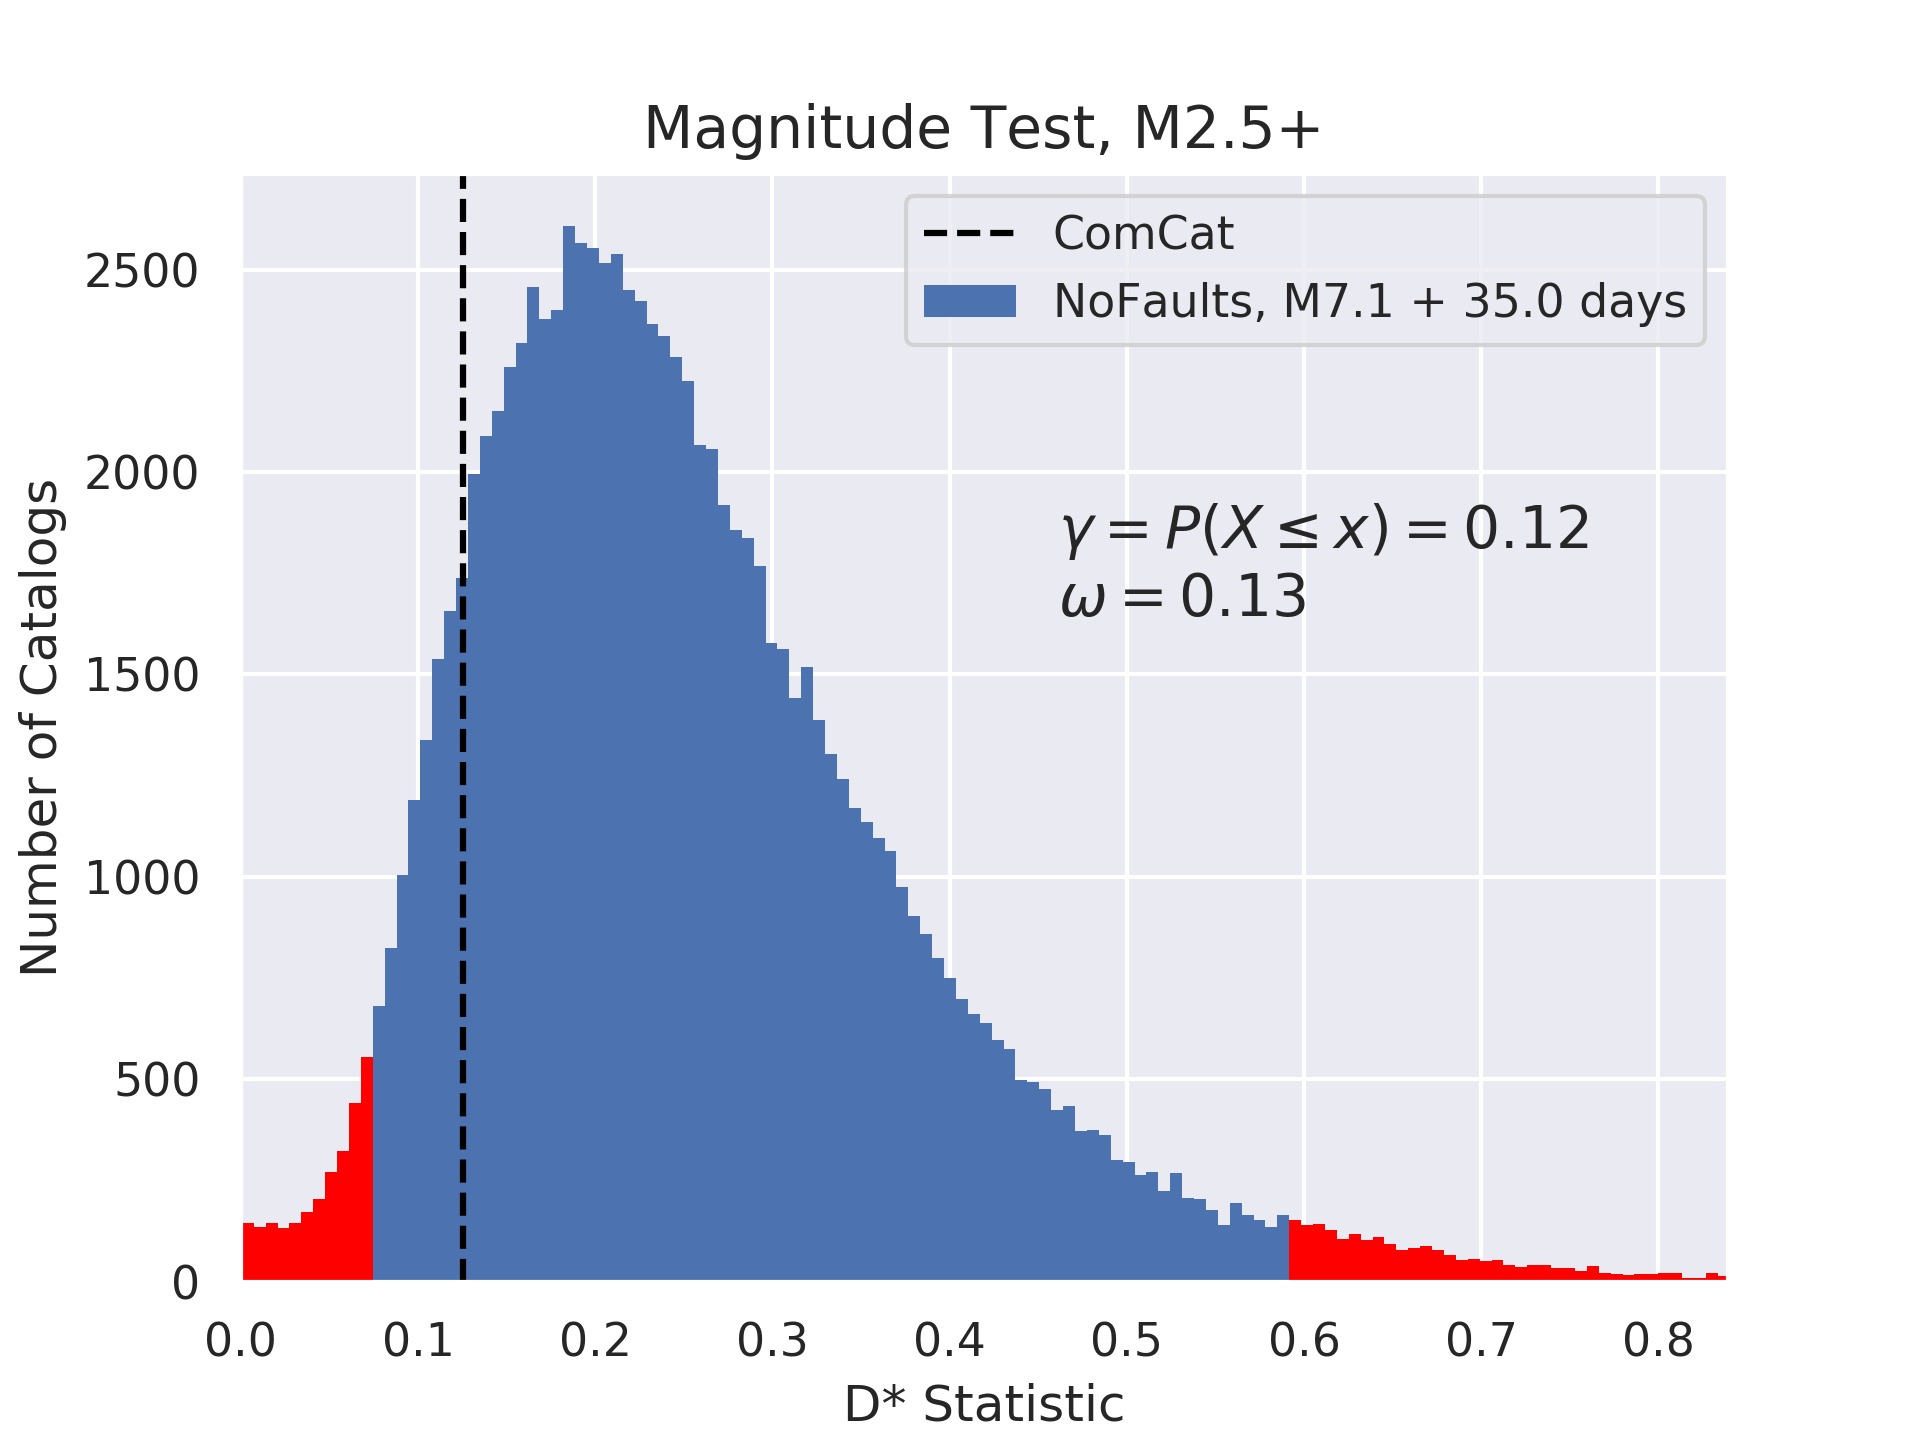 Magnitude Test, M2.5+
ComCat
NoFaults, M7.1 + 35.0 days
γ = P(X ≤ x) = 0.12
ω = 0.13
Number of Catalogs
2500
2000
1500
1000
500
0
0.0 0.1 0.2 0.3 0.4 0.5 0.6 0.7 0.8
D* Statistic